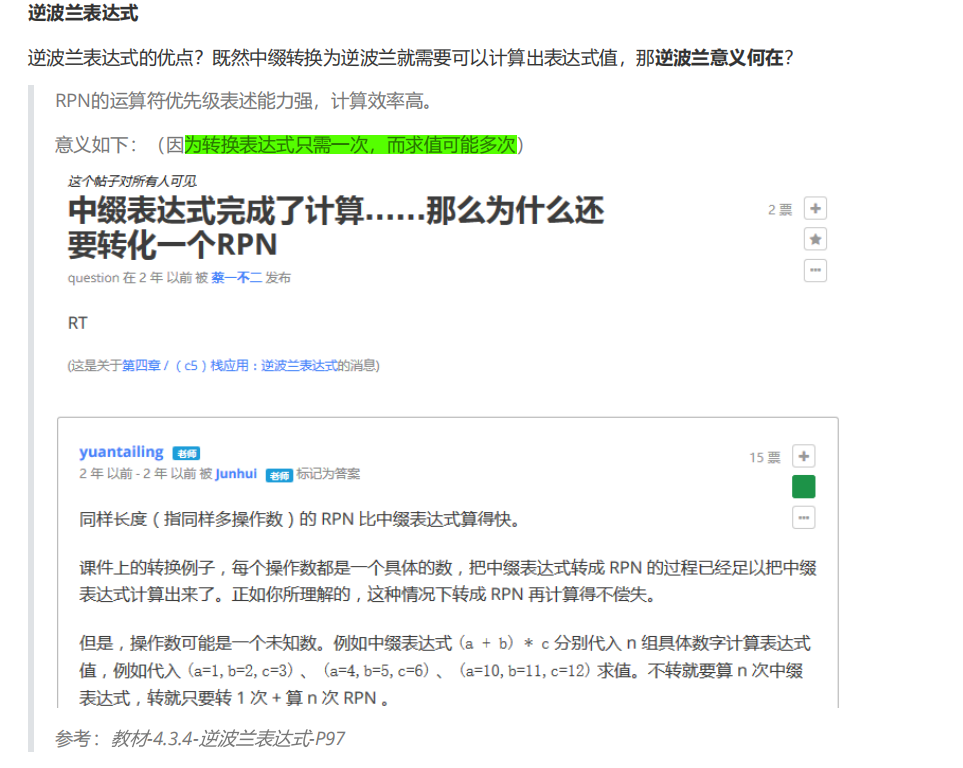 逆波兰表达式
逆波兰表达式的优点？既然中缀转换为逆波兰就需要可以计算出表达式值，那逆波兰意义何在？
RPN的运算符优先级表述能力强，计算效率高。
意义如下：（因为转换表达式只需一次，而求值可能多次）
这个帖子对所有人可见
中缀表达式完成了计算......那么为什么还
要转化一个RPN
2 票
question 在 2 年 以前 被 蔡一不二 发布
RT
(这是关于第四章 /（ c5 ）栈应用 : 逆波兰表达式的消息)
yuantailing 老师
15 票
2 年 以前 - 2 年 以前 被 Junhui 老师 标记为答案
同样长度（指同样多操作数）的 RPN 比中缀表达式算得快。
课件上的转换例子，每个操作数都是一个具体的数，把中缀表达式转成 RPN 的过程已经足以把中缀
表达式计算出来了。正如你所理解的，这种情况下转成 RPN 再计算得不偿失。
但是，操作数可能是一个未知数。例如中缀表达式 (a + b) * c 分别代入 n 组具体数字计算表达式
值，例如代入 (a=1,b=2,c=3) 、 (a=4,b=5,c=6) 、 (a=10,b=11,c=12) 求值。不转就要算 n 次中缀
表达式，转就只要转 1 次 + 算 n 次 RPN 。
参考：教材-4.3.4-逆波兰表达式-P97